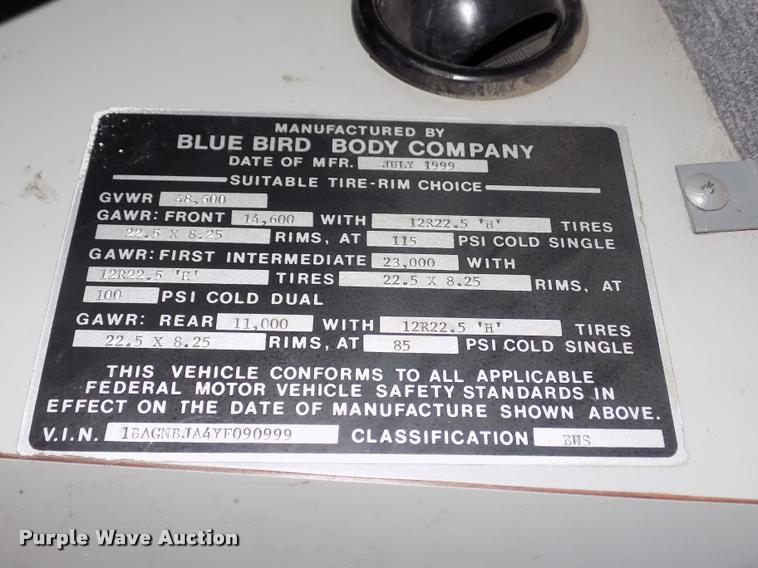 MANUFACTURED BY
BLUE BIRD BODY COMPANY
DATE OF MFR. JULY 1999
SUITABLE TIRE-RIM CHOICE
GVWR 48,600
GAWR: FRONT 14,600 WITH 12R22.5 'H' TIRES
22.5 X 8.25 RIMS, AT 115 PSI COLD SINGLE
GAWR: FIRST INTERMEDIATE 23,000 WITH
12R22.5 'H' TIRES 22.5 X 8.25 RIMS, AT
100 PSI COLD DUAL
GAWR: REAR 11,000 WITH 12R22.5 'H' TIRES
22.5 X 8.25 RIMS, AT 85 PSI COLD SINGLE
THIS VEHICLE CONFORMS TO ALL APPLICABLE
FEDERAL MOTOR VEHICLE SAFETY STANDARDS IN
EFFECT ON THE DATE OF MANUFACTURE SHOWN ABOVE.
V.I.N. 1BAGNBJA4YF090999 CLASSIFICATION BUS
Purple Wave Auction